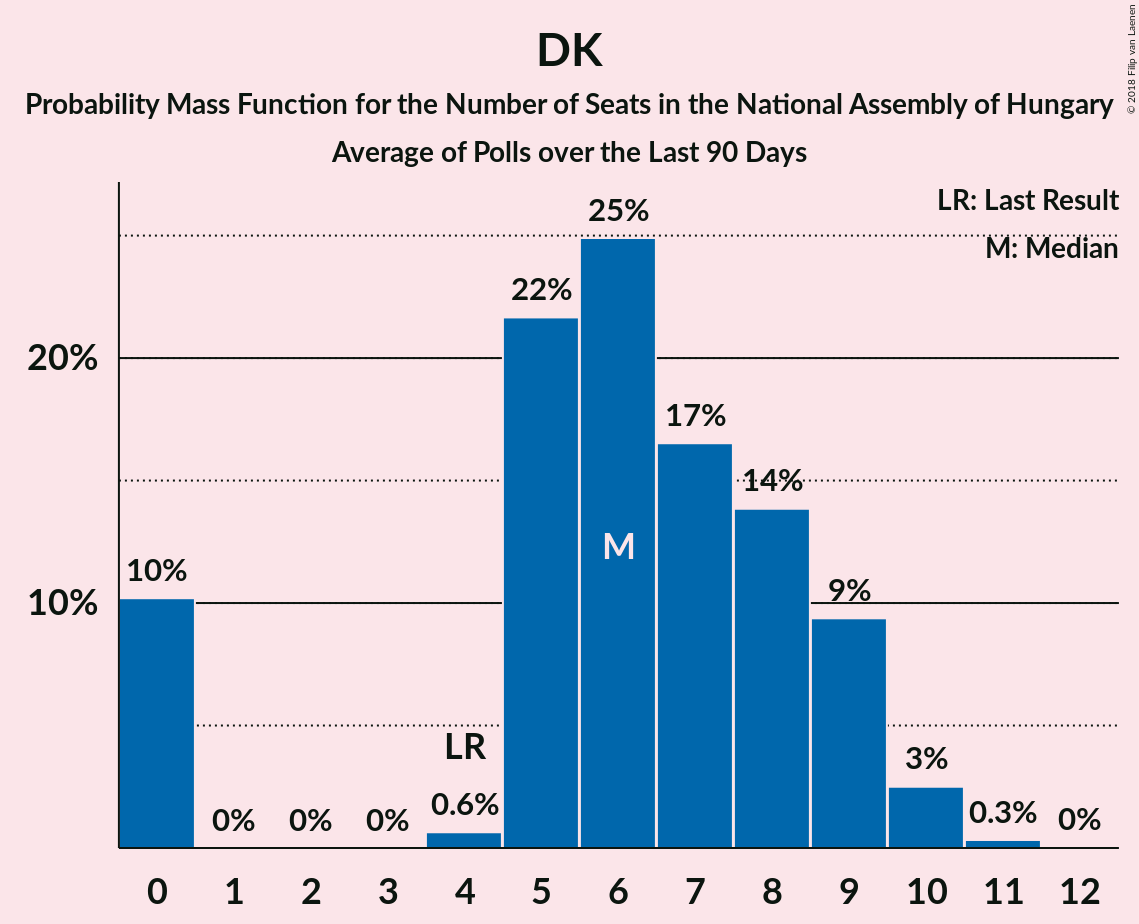 DK
Probability Mass Function for the Number of Seats in the National Assembly of Hungary
Average of Polls over the Last 90 Days
© 2018 Filip van Laenen
LR: Last Result
M: Median
20%
10%
10%
0%
0%
0%
LR
0.6%
22%
25%
M
17%
14%
9%
3%
0.3%
0%
0 1 2 3 4 5 6 7 8 9 10 11 12